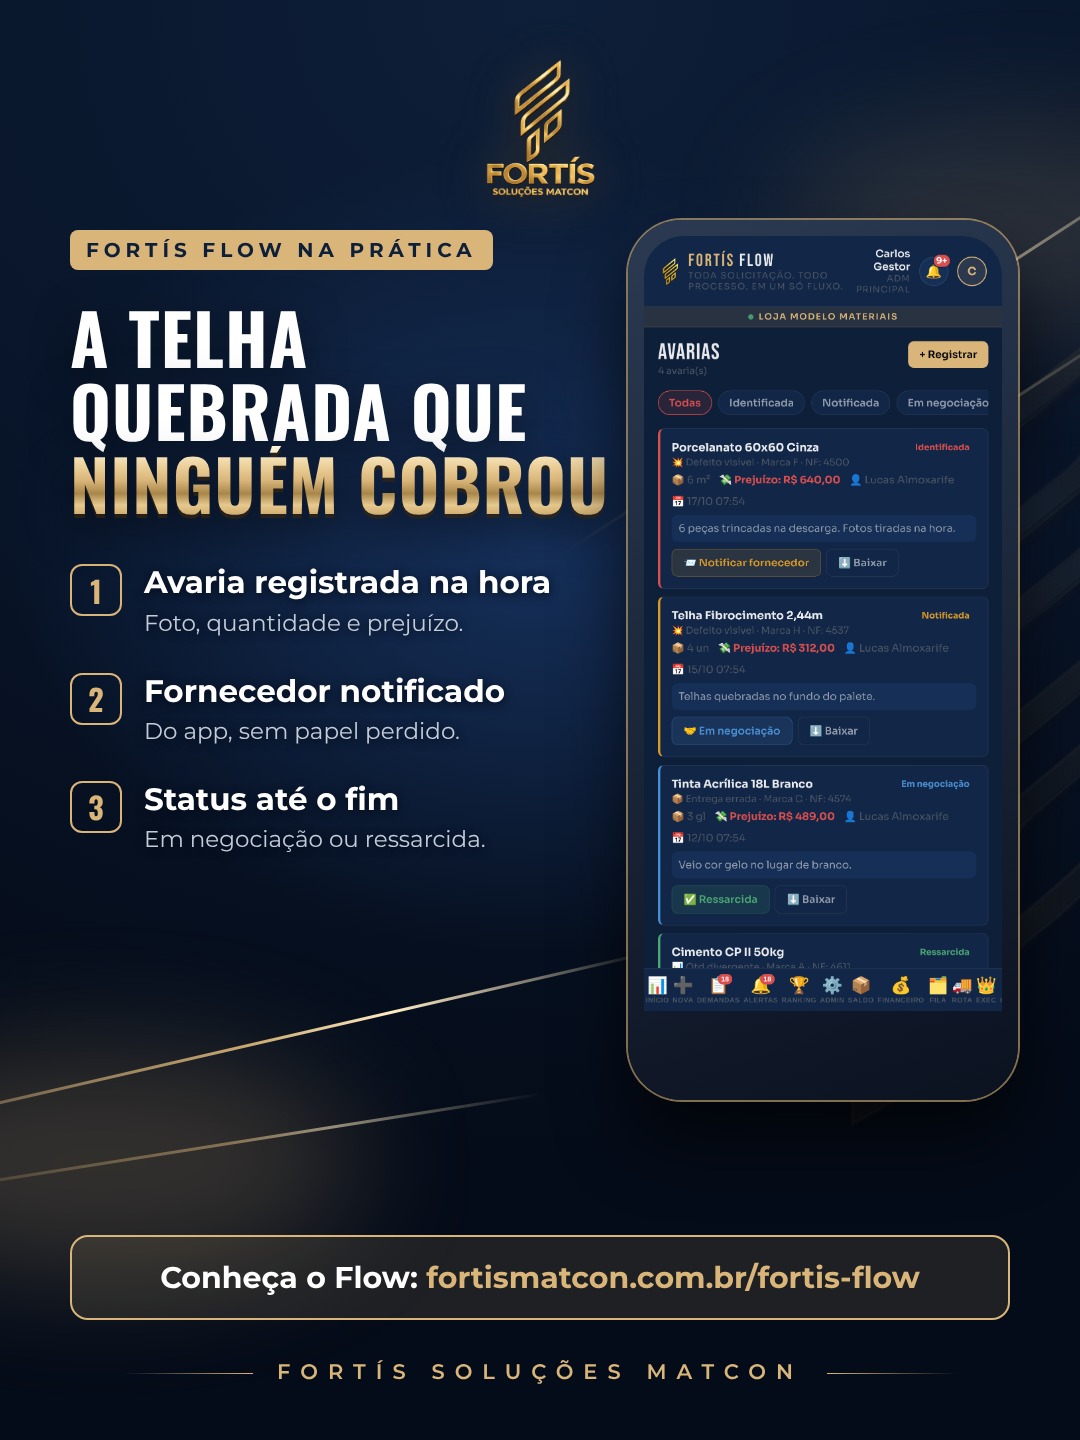 FORTÍS
SOLUÇÕES MATCON
FORTÍS FLOW NA PRÁTICA
A TELHA
QUEBRADA QUE
NINGUÉM COBROU
1
Avaria registrada na hora
Foto, quantidade e prejuízo.
2
Fornecedor notificado
Do app, sem papel perdido.
3
Status até o fim
Em negociação ou ressarcida.
FORTÍS FLOW
TODA SOLICITAÇÃO. TODO
PROCESSO. EM UM SÓ FLUXO.
Carlos
Gestor
ADM
PRINCIPAL
9+
C
LOJA MODELO MATERIAIS
AVARIAS
4 avaria(s)
+ Registrar
Todas Identificada Notificada Em negociação
Porcelanato 60x60 Cinza Identificada
Defeito visível · Marca F · NF: 4500
6 m² Prejuízo: R$ 640,00 Lucas Almoxarife
17/10 07:54
6 peças trincadas na descarga. Fotos tiradas na hora.
Notificar fornecedor Baixar
Telha Fibrocimento 2,44m Notificada
Defeito visível · Marca H · NF: 4537
4 un Prejuízo: R$ 312,00 Lucas Almoxarife
15/10 07:54
Telhas quebradas no fundo do palete.
Em negociação Baixar
Tinta Acrílica 18L Branco Em negociação
Entrega errada · Marca C · NF: 4574
3 gl Prejuízo: R$ 489,00 Lucas Almoxarife
12/10 07:54
Veio cor gelo no lugar de branco.
Ressarcida Baixar
Cimento CP II 50kg Ressarcida
Qtd divergente · Marca A · NF: 4611
18 18
INÍCIO NOVA DEMANDAS ALERTAS RANKING ADMIN SALDO FINANCEIRO FILA ROTA EXEC
Conheça o Flow: fortismatcon.com.br/fortis-flow
FORTÍS SOLUÇÕES MATCON